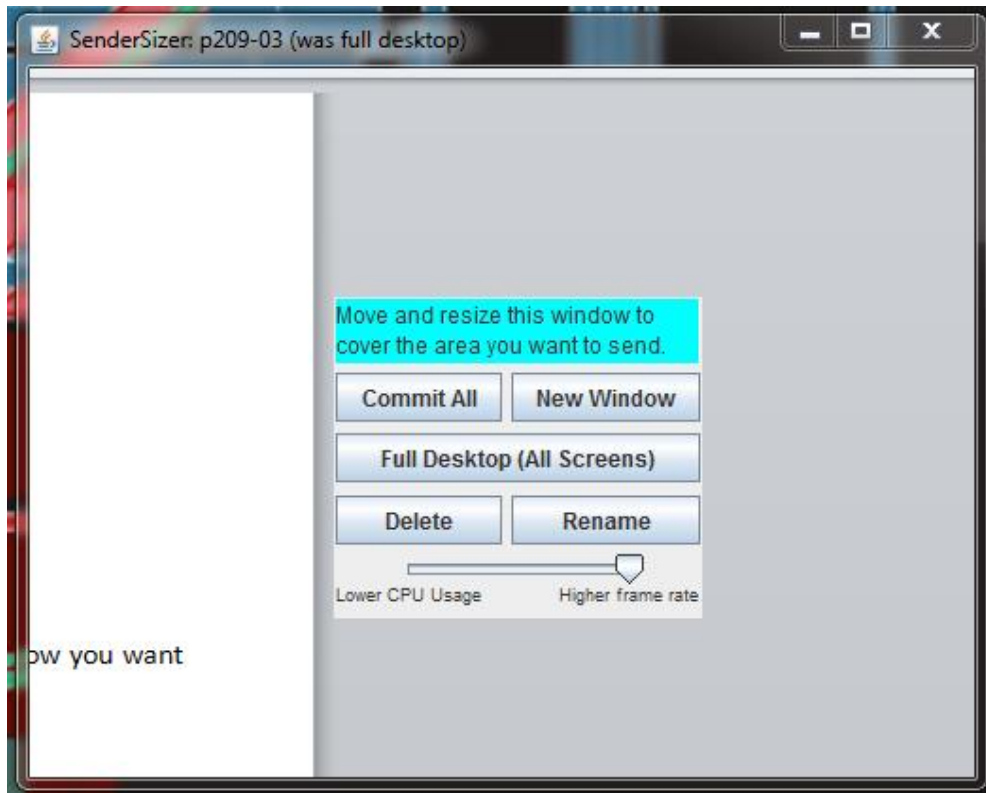 SenderSizer: p209-03 (was full desktop)
Move and resize this window to
cover the area you want to send.
Commit All
New Window
Full Desktop (All Screens)
Delete
Rename
Lower CPU Usage
Higher frame rate
you want